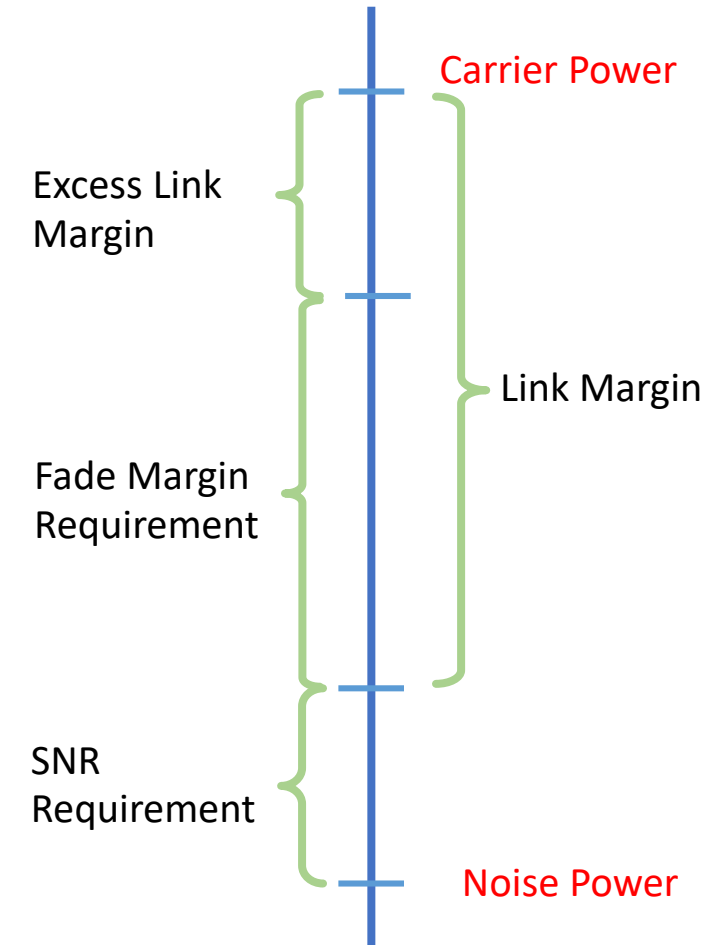 Carrier Power
Excess Link
Margin
Link Margin
Fade Margin
Requirement
SNR
Requirement
Noise Power